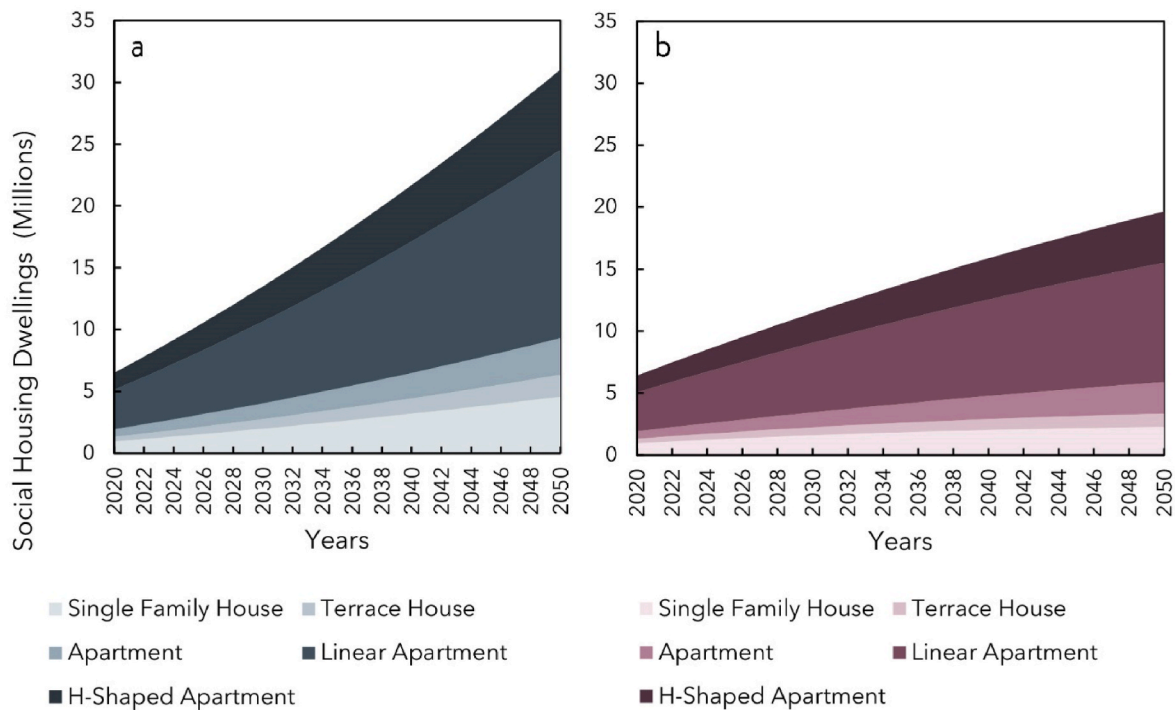 Social Housing Dwellings (Millions)
a
35
30
25
20
15
10
5
0
2020 2022 2024 2026 2028 2030 2032 2034 2036 2038 2040 2042 2044 2046 2048 2050
Years
b
35
30
25
20
15
10
5
0
2020 2022 2024 2026 2028 2030 2032 2034 2036 2038 2040 2042 2044 2046 2048 2050
Years
Single Family House Terrace House
Apartment Linear Apartment
H-Shaped Apartment
Single Family House Terrace House
Apartment Linear Apartment
H-Shaped Apartment